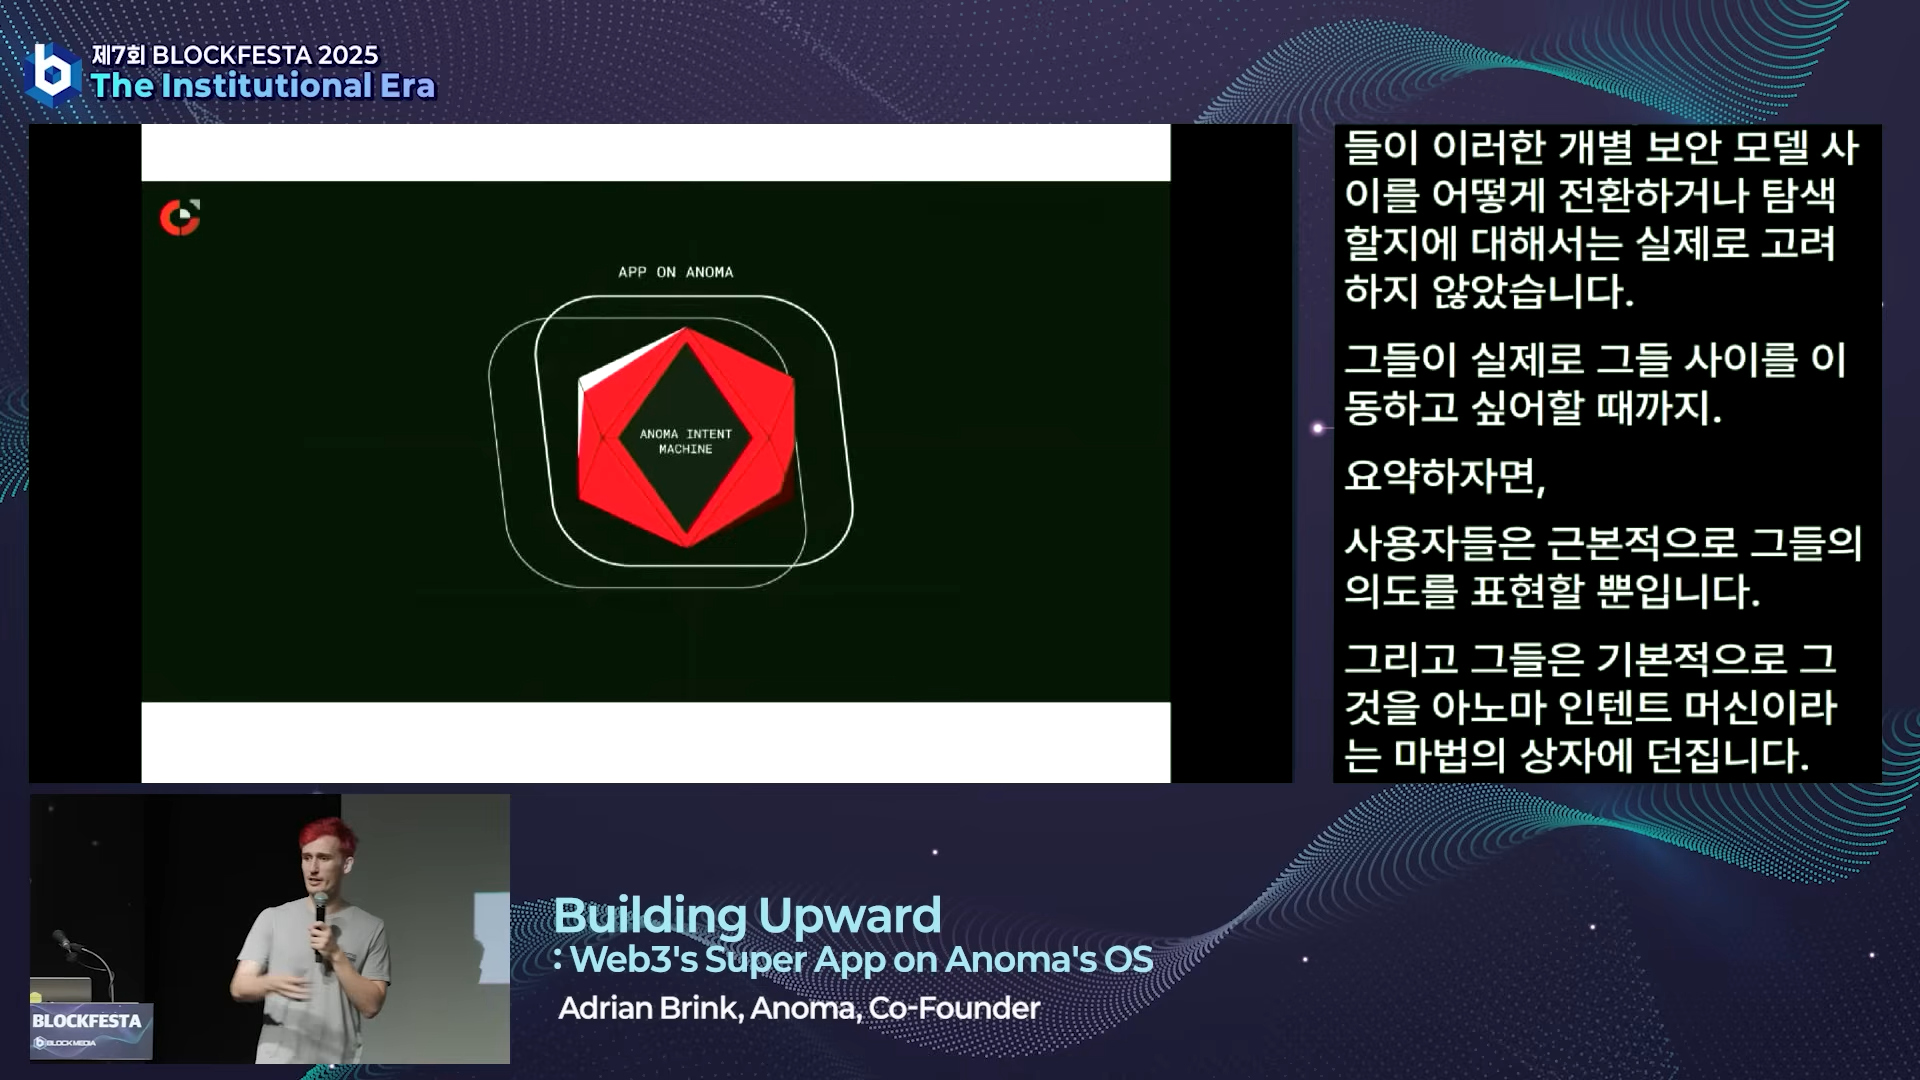 제7회 BLOCKFESTA 2025
The Institutional Era
APP ON ANOMA
ANOMA INTENT
MACHINE
들이 이러한 개별 보안 모델 사
이를 어떻게 전환하거나 탐색
할지에 대해서는 실제로 고려
하지 않았습니다.
그들이 실제로 그들 사이를 이
동하고 싶어할 때까지.
요약하자면,
사용자들은 근본적으로 그들의
의도를 표현할 뿐입니다.
그리고 그들은 기본적으로 그
것을 아노마 인텐트 머신이라
는 마법의 상자에 던집니다.
BLOCKFESTA
BLOCKMEDIA
Building Upward
: Web3's Super App on Anoma's OS
Adrian Brink, Anoma, Co-Founder